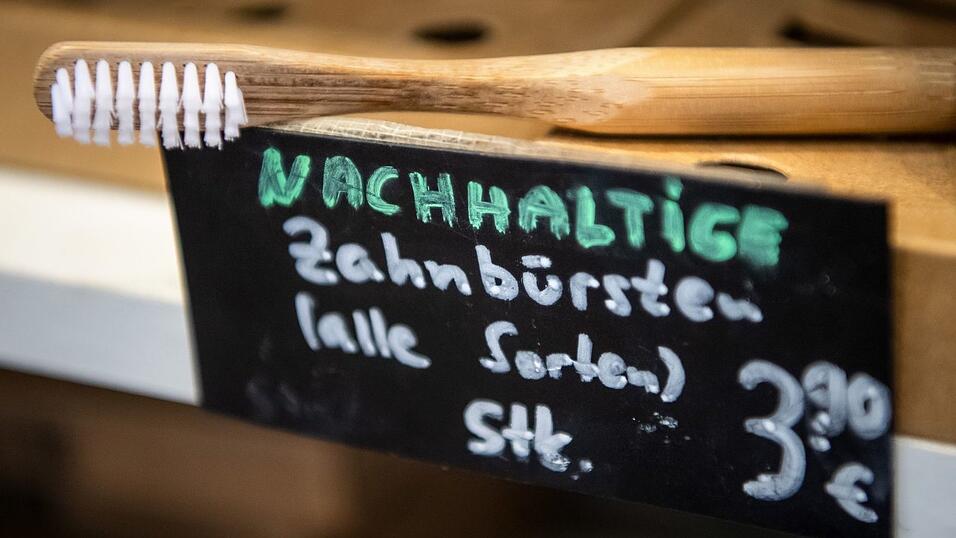 NACHHALTIGE
Zahnbürsten
(alle Sorten)
Stk. 3,90 €